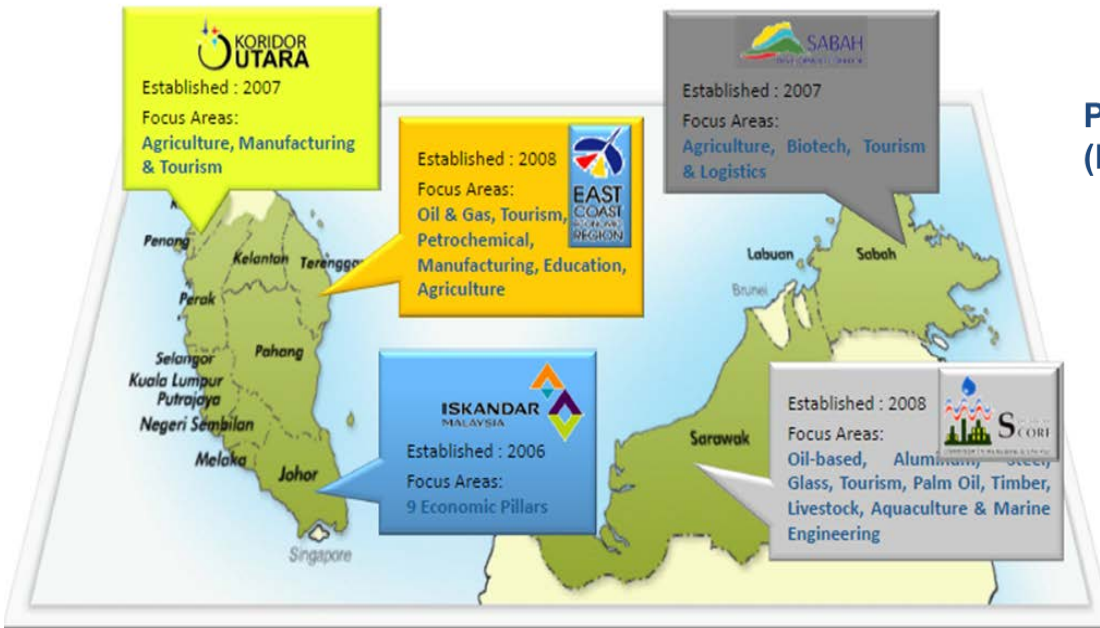 KORIDOR
UTARA
Established : 2007
Focus Areas:
Agriculture, Manufacturing
& Tourism
SABAH
Established : 2007
Focus Areas:
Agriculture, Biotech, Tourism
& Logistics
P
(
Established : 2008
Focus Areas:
Oil & Gas, Tourism,
Petrochemical,
Manufacturing, Education,
Agriculture
EAST
COAST
ECONOMIC
REGION
Penang
Kelantan
Terengga
Perak
Pahang
Selangor
Kuala Lumpur
Putrajaya
Negeri Sembilan
Melaka
Johor
Singapore
Labuan
Sabah
Brunei
Sarawak
ISKANDAR
MALAYSIA
Established : 2006
Focus Areas:
9 Economic Pillars
SCORE
Established : 2008
Focus Areas:
Oil-based, Aluminum, Steel,
Glass, Tourism, Palm Oil, Timber,
Livestock, Aquaculture & Marine
Engineering